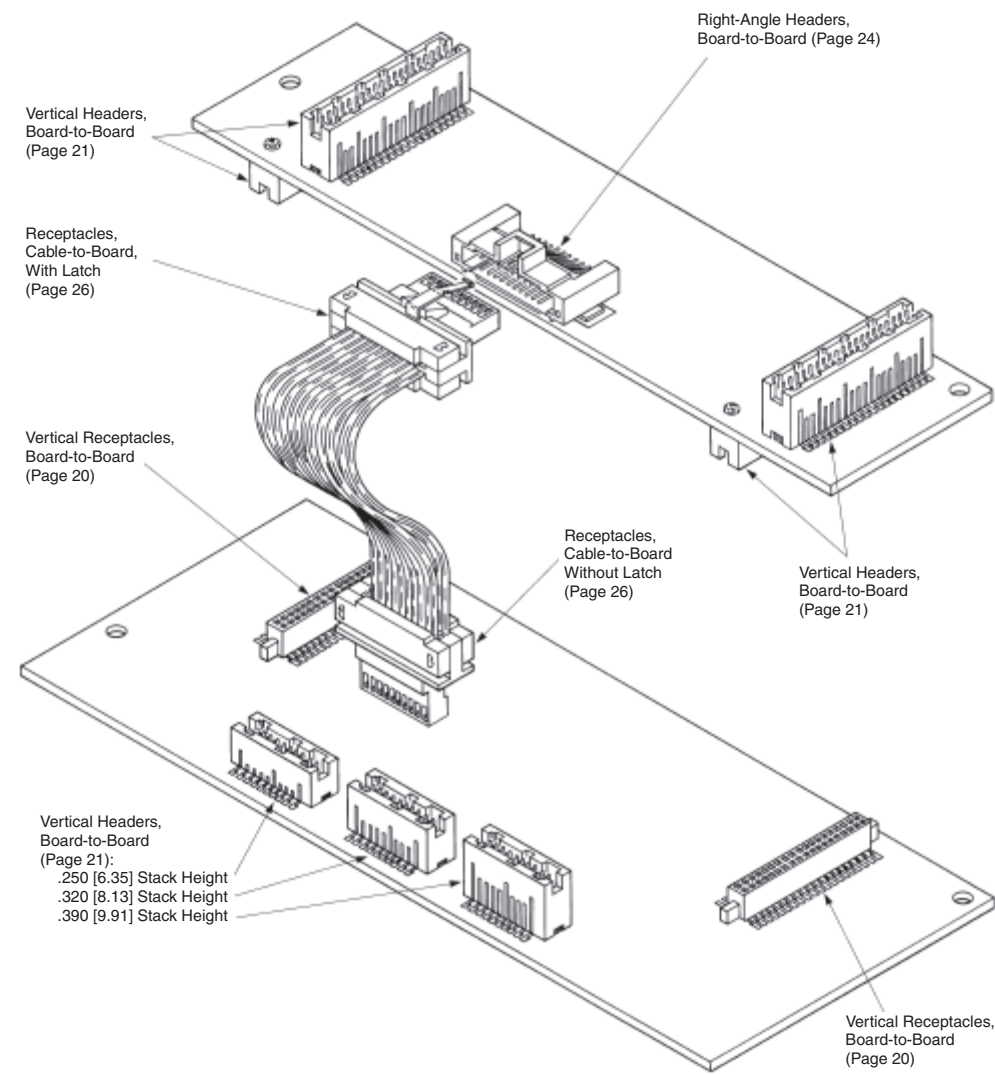 Right-Angle Headers,
Board-to-Board (Page 24)
Vertical Headers,
Board-to-Board
(Page 21)
Receptacles,
Cable-to-Board,
With Latch
(Page 26)
Vertical Receptacles,
Board-to-Board
(Page 20)
Receptacles,
Cable-to-Board
Without Latch
(Page 26)
Vertical Headers,
Board-to-Board
(Page 21)
Vertical Headers,
Board-to-Board
(Page 21):
.250 [6.35] Stack Height
.320 [8.13] Stack Height
.390 [9.91] Stack Height
Vertical Receptacles,
Board-to-Board
(Page 20)